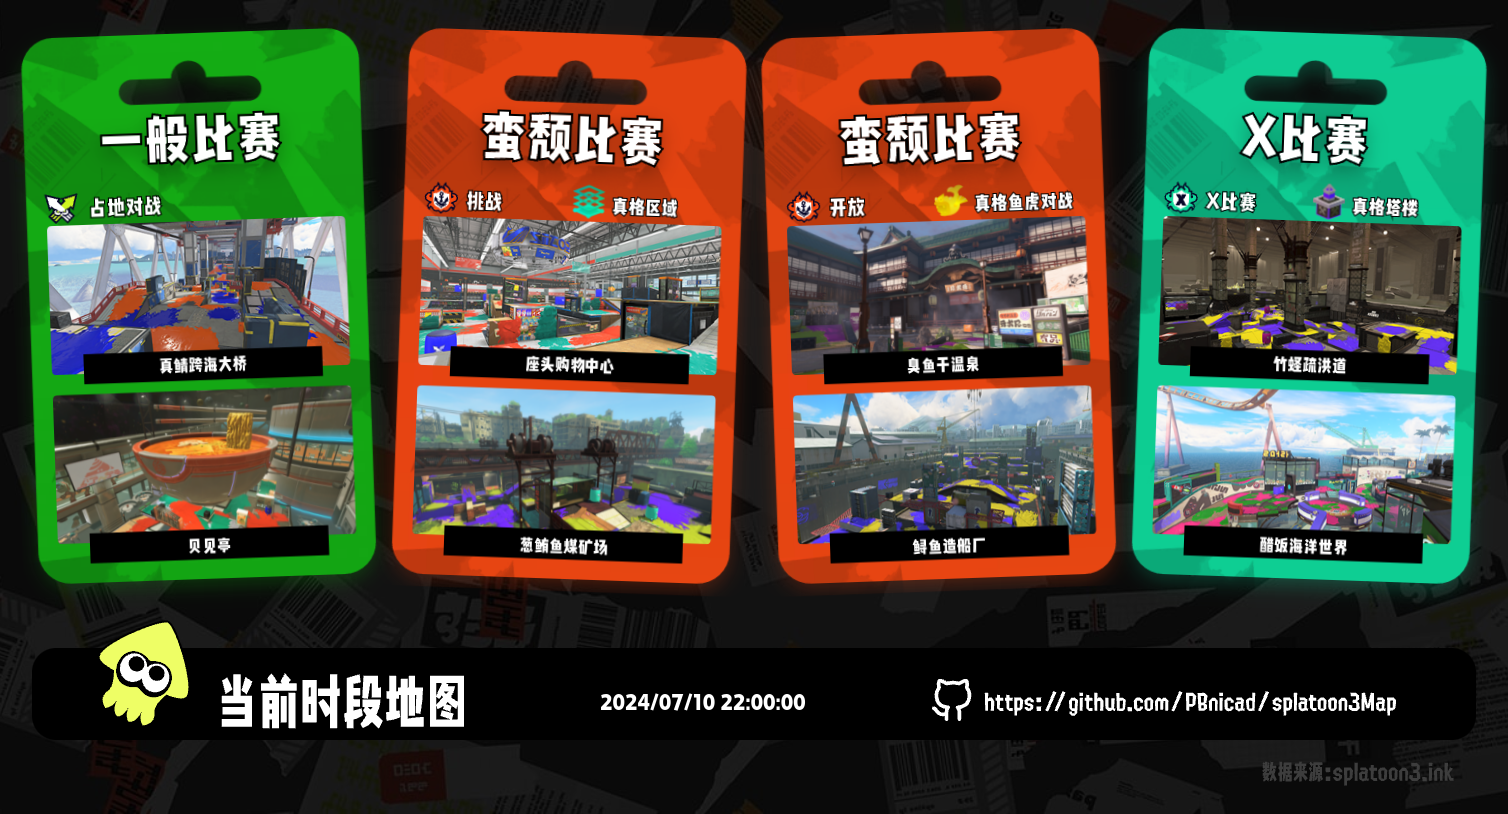 一般比赛
占地对战
真鲭跨海大桥
贝见亭
蛮颓比赛
挑战
真格区域
座头购物中心
葱鲔鱼煤矿场
蛮颓比赛
开放
真格鱼虎对战
臭鱼干温泉
鲟鱼造船厂
X比赛
X比赛
真格塔楼
竹蛏疏洪道
醋饭海洋世界
当前时段地图
2024/07/10 22:00:00
https://github.com/PBnicad/splatoon3Map
数据来源:splatoon3.ink